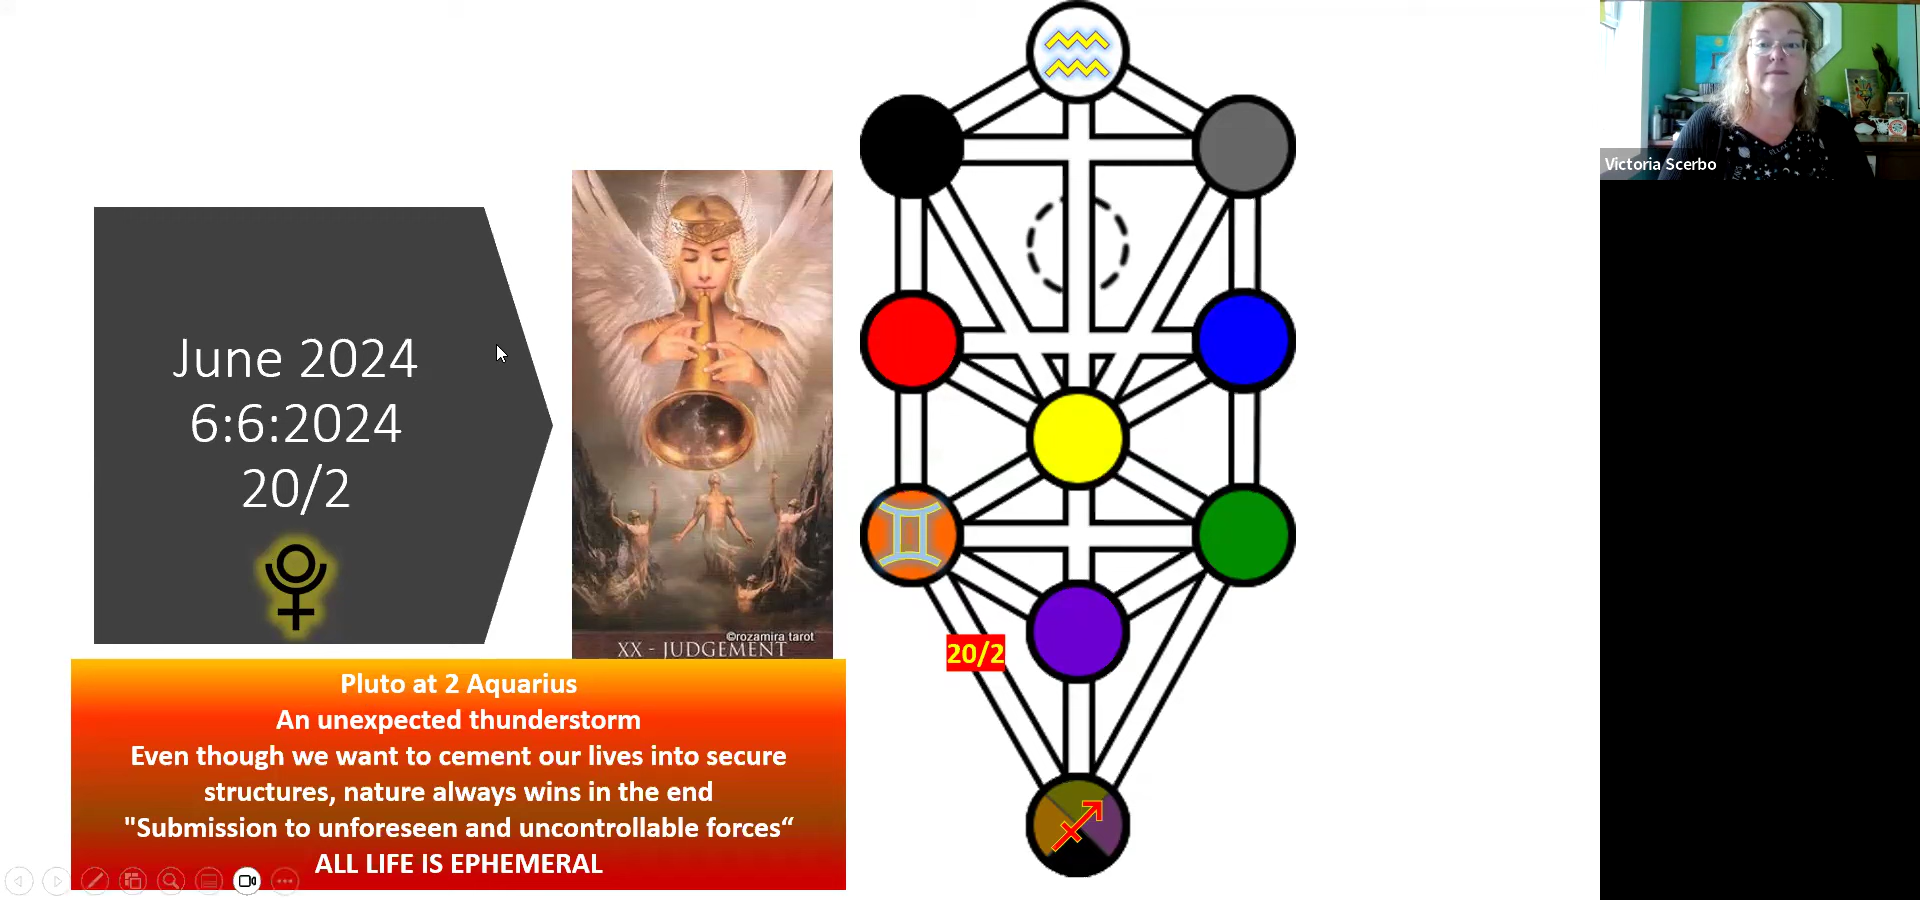 June 2024
6:6:2024
20/2
©rozamira tarot
XX - JUDGEMENT
Pluto at 2 Aquarius
An unexpected thunderstorm
Even though we want to cement our lives into secure
structures, nature always wins in the end
"Submission to unforeseen and uncontrollable forces“
ALL LIFE IS EPHEMERAL
20/2
Victoria Scerbo